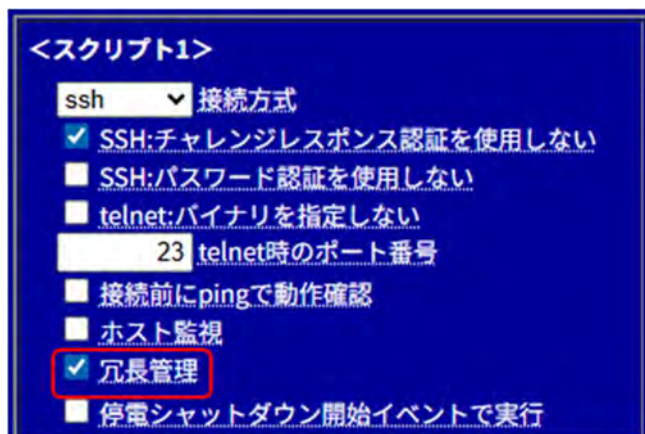 <スクリプト1>
ssh 接続方式
SSH:チャレンジレスポンス認証を使用しない
SSH:パスワード認証を使用しない
telnet:バイナリを指定しない
23 telnet時のポート番号
接続前にpingで動作確認
ホスト監視
冗長管理
停電シャットダウン開始イベントで実行